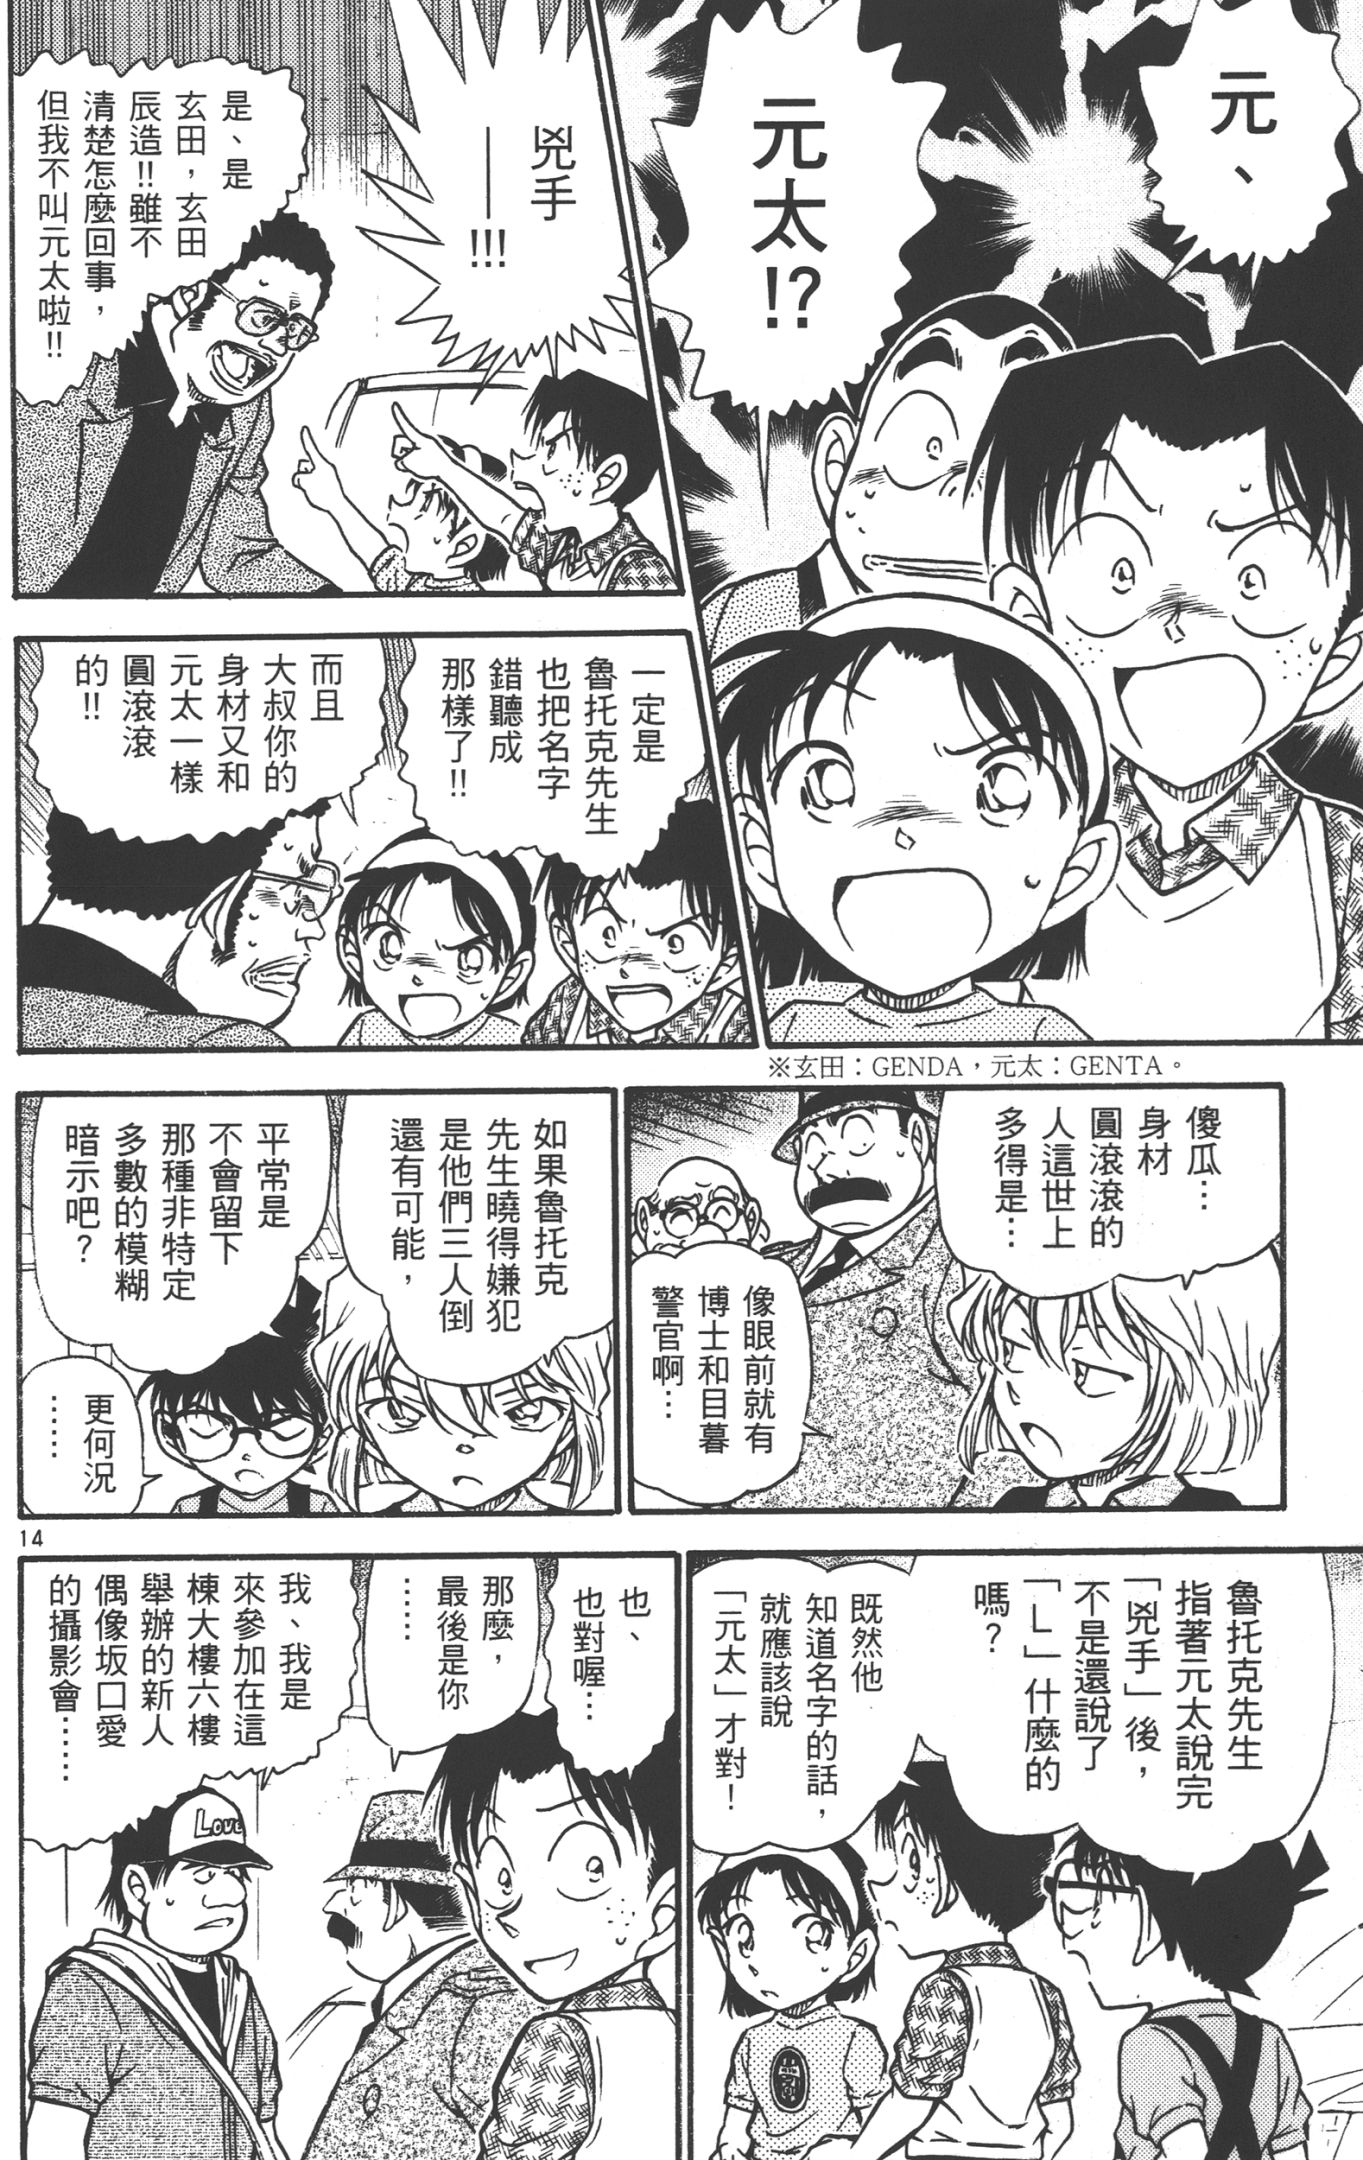 元、
元太!?
兇手
——!!!
是、是
玄田，玄田
辰造!!雖不
清楚怎麼回事，
但我不叫元太啦!!
一定是
魯托克先生
也把名字
錯聽成
那樣了!!
而且
大叔你的
身材又和
元太一樣
圓滾滾
的!!
※玄田：GENDA，元太：GENTA。
傻瓜…
身材
圓滾滾的
人這世上
多得是…
像眼前就有
博士和目暮
警官啊…
如果魯托克
先生曉得嫌犯
是他們三人倒
還有可能，
平常是
不會留下
那種非特定
多數的模糊
暗示吧？
更何況
……
14
魯托克先生
指著元太說完
「兇手」後，
不是還說了
「L」什麼的
嗎？
既然他
知道名字的話，
就應該說
「元太」才對！
也、
也對喔…
那麼，
最後是你
……
我、我是
來參加在這
棟大樓六樓
舉辦的新人
偶像坂口愛
的攝影會……
LOVE